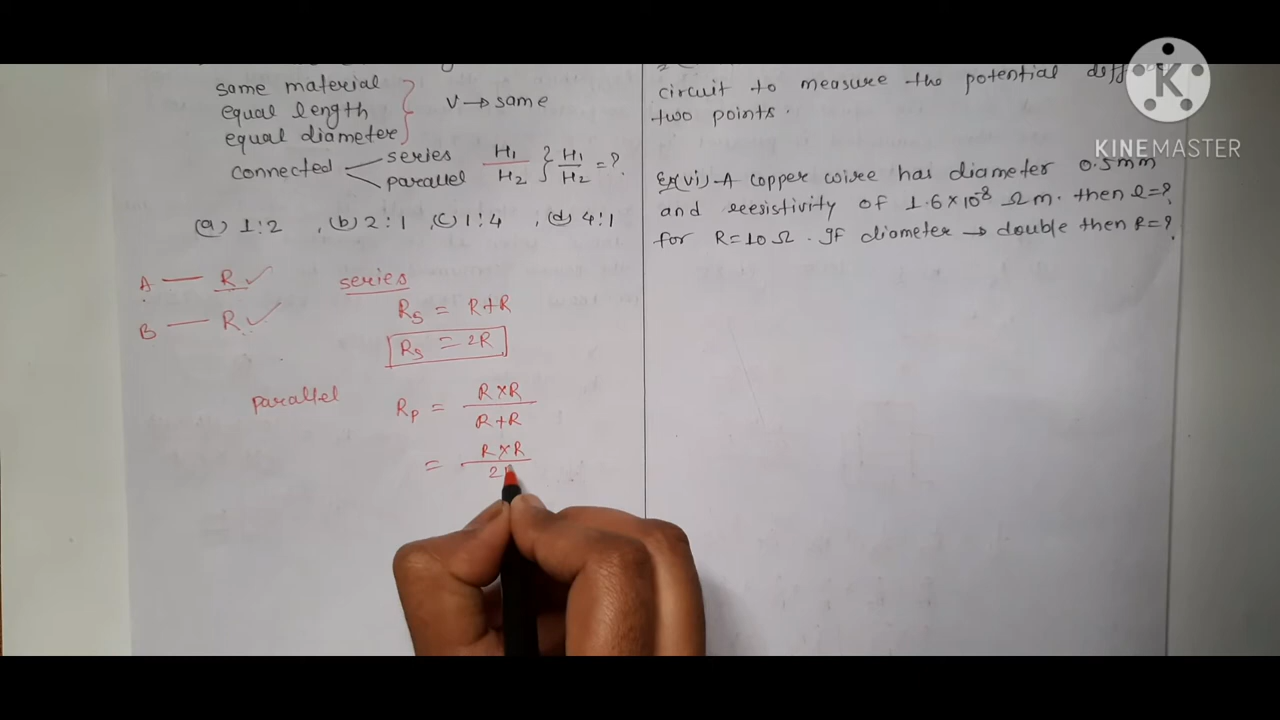 same material
equal length
equal diameter
V → same
connected
series
parallel
H1/H2
H1/H2 = ?
(a) 1:2 , (b) 2:1 , (c) 1:4 , (d) 4:1
A — R ✓
B — R ✓
series
Rs = R+R
Rs = 2R
parallel
Rp = R×R / R+R
= R×R / 2
circuit to measure the potential
two points.
Ex(vi)-A copper wire has diameter 0.5mm
and reesistivity of 1.6×10⁻⁸ Ω m. then l=?
for R=10Ω. If diameter → double then R=?
K
KINEMASTER